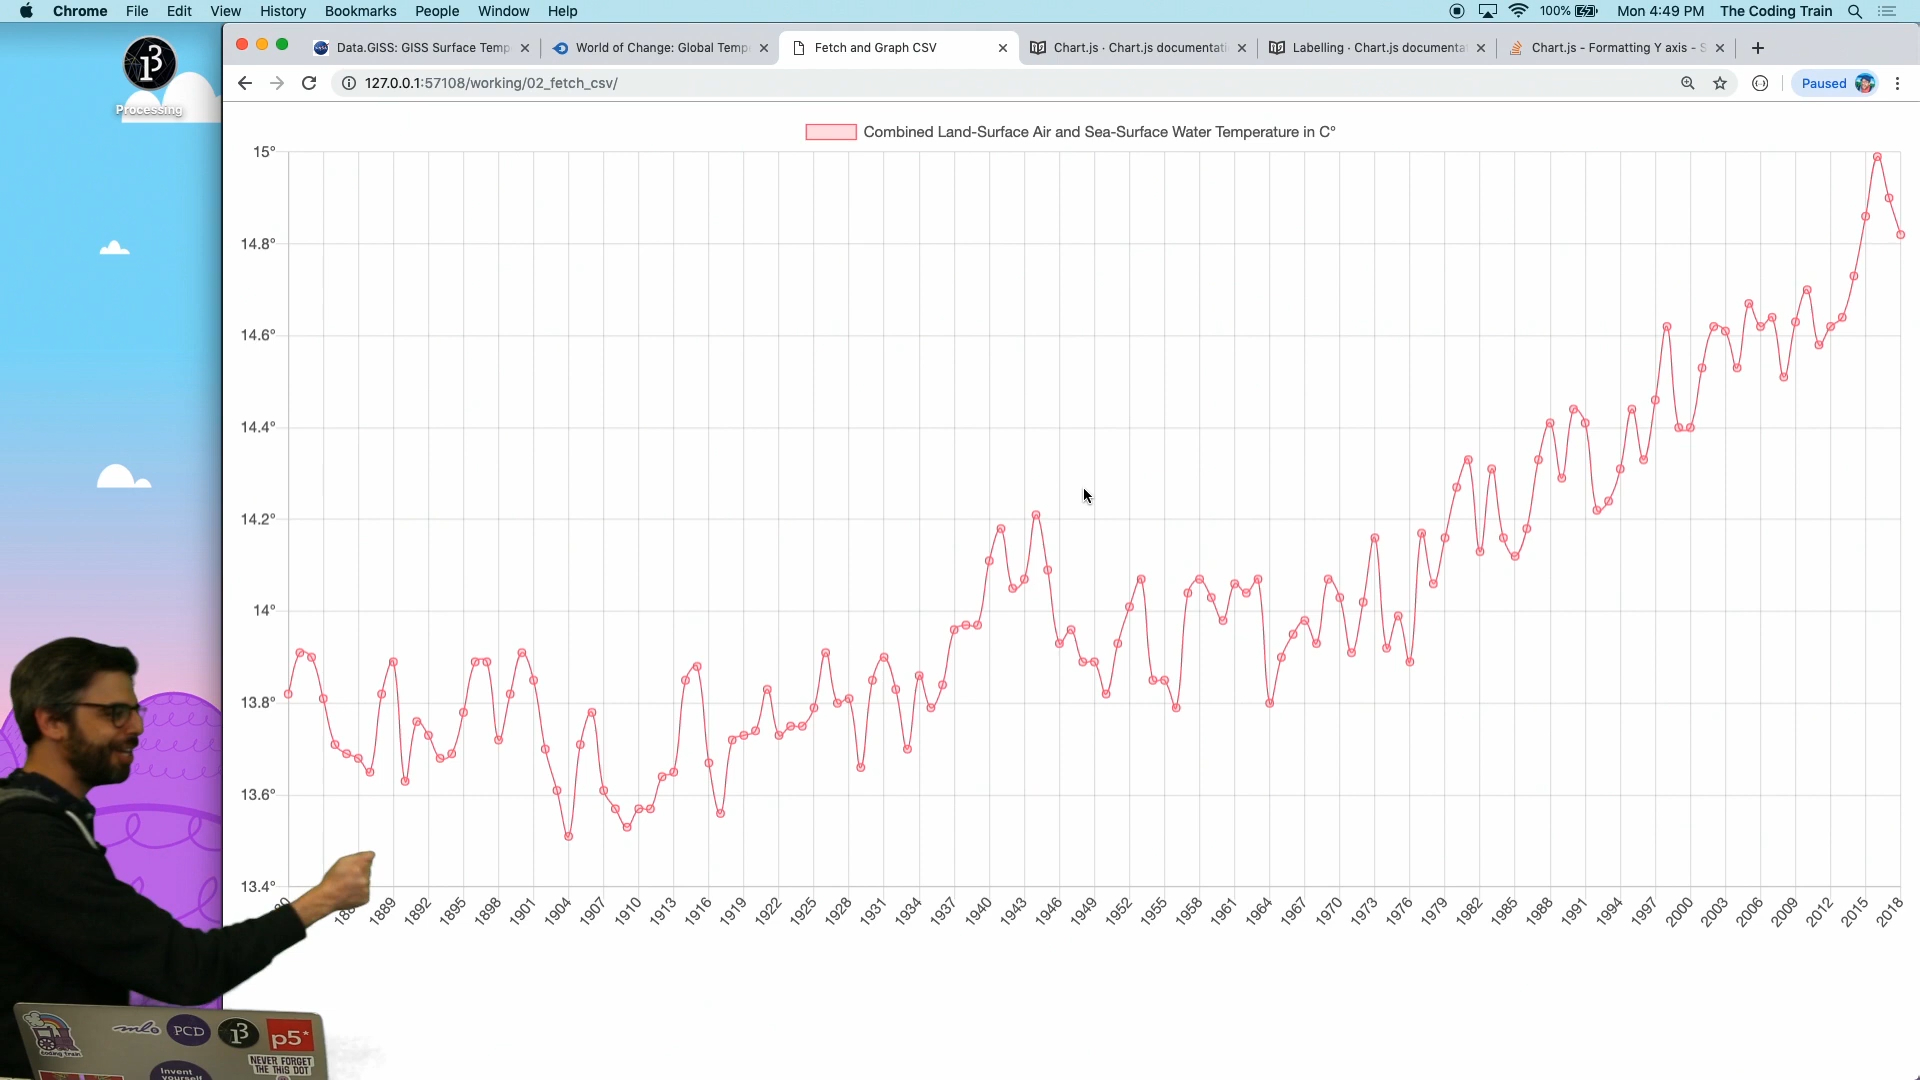 Chrome File Edit View History Bookmarks People Window Help 100% Mon 4:49 PM The Coding Train
Processing
Data.GISS: GISS Surface Temp
World of Change: Global Temp
Fetch and Graph CSV
Chart.js · Chart.js documentati
Labelling · Chart.js documenta
Chart.js - Formatting Y axis - S
127.0.0.1:57108/working/02_fetch_csv/
Paused
Combined Land-Surface Air and Sea-Surface Water Temperature in C°
15°
14.8°
14.6°
14.4°
14.2°
14°
13.8°
13.6°
13.4°
1889 1892 1895 1898 1901 1904 1907 1910 1913 1916 1919 1922 1925 1928 1931 1934 1937 1940 1943 1946 1949 1952 1955 1958 1961 1964 1967 1970 1973 1976 1979 1982 1985 1988 1991 1994 1997 2000 2003 2006 2009 2012 2015 2018
Coding Train
PCD
p5*
NEVER FORGET
THE THIS DOT
Invent
yourself